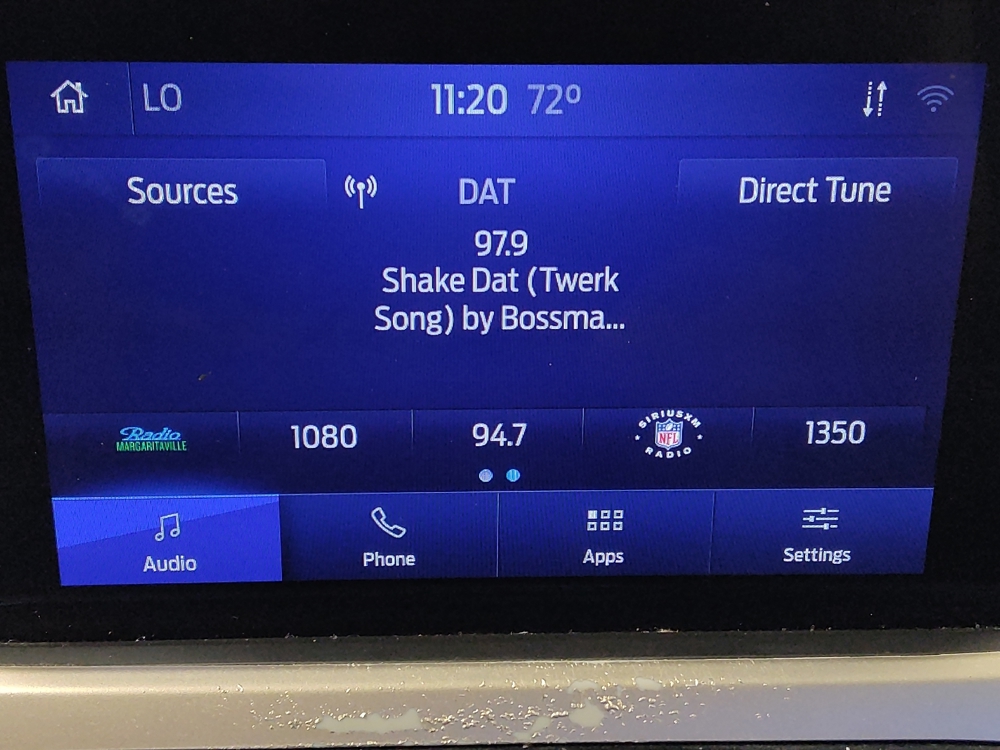 LO 11:20 72º
Sources DAT Direct Tune
97.9
Shake Dat (Twerk
Song) by Bossma...
Radio
MARGARITAVILLE
1080
94.7
SIRIUSXM
NFL
RADIO
1350
Audio
Phone
Apps
Settings